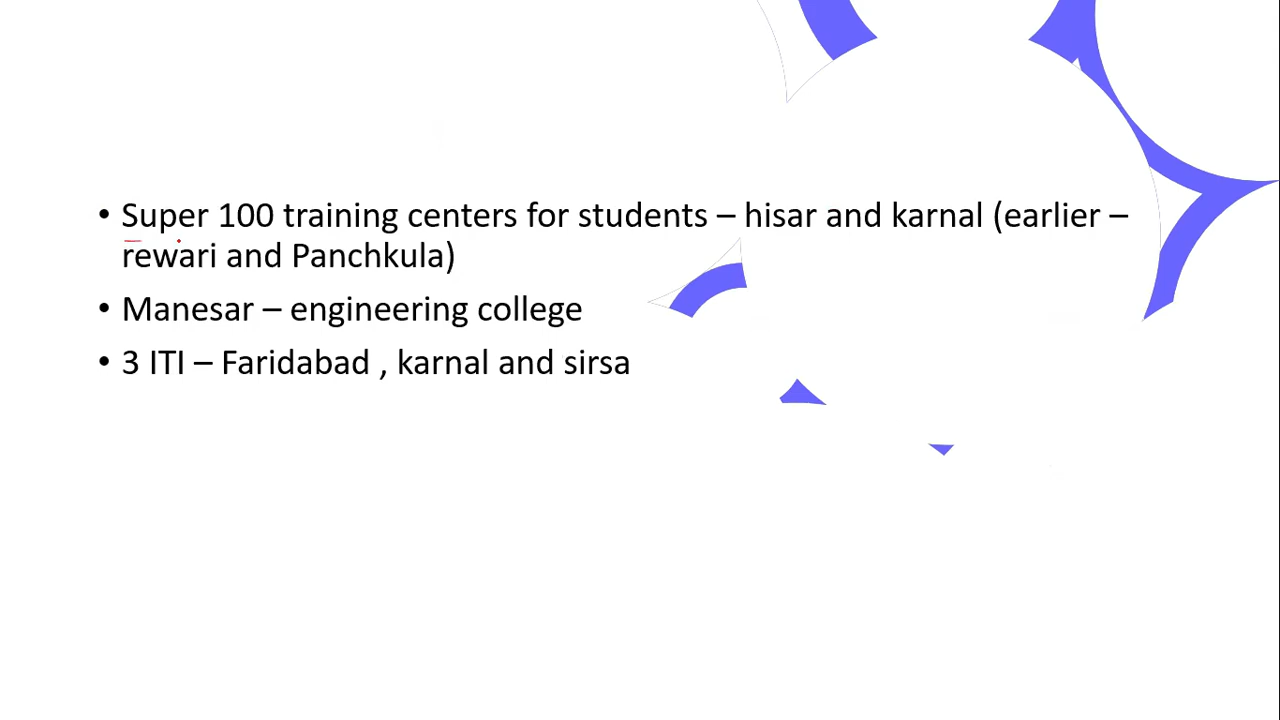 • Super 100 training centers for students – hisar and karnal (earlier –
rewari and Panchkula)
• Manesar – engineering college
• 3 ITI – Faridabad , karnal and sirsa